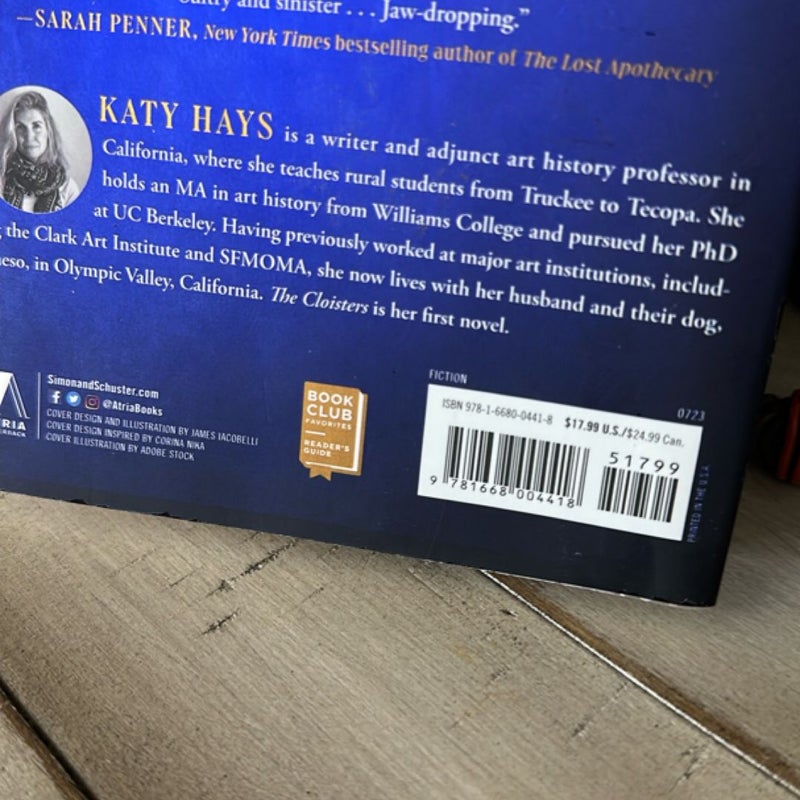 and sinister . . . Jaw-dropping.”
—SARAH PENNER, New York Times bestselling author of The Lost Apothecary
KATY HAYS is a writer and adjunct art history professor in
California, where she teaches rural students from Truckee to Tecopa. She
holds an MA in art history from Williams College and pursued her PhD
at UC Berkeley. Having previously worked at major art institutions, includ-
the Clark Art Institute and SFMOMA, she now lives with her husband and their dog,
in Olympic Valley, California. The Cloisters is her first novel.
SimonandSchuster.com
@AtriaBooks
COVER DESIGN AND ILLUSTRATION BY JAMES IACOBELLI
COVER DESIGN INSPIRED BY CORINA NIKA
COVER ILLUSTRATION BY ADOBE STOCK
BOOK
CLUB
FAVORITES
READER'S
GUIDE
FICTION
0723
ISBN 978-1-6680-0441-8 $17.99 U.S./$24.99 Can.
51799
9 781668 004418
PRINTED IN THE U.S.A.